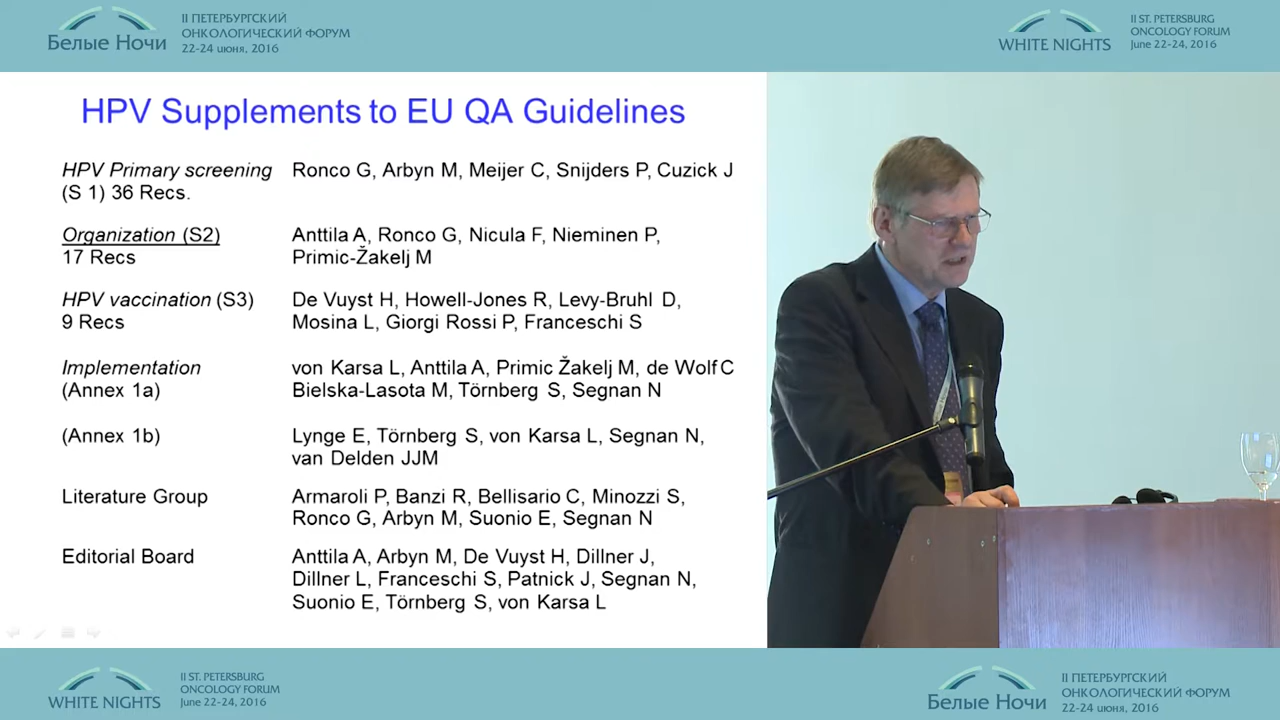 Белые Ночи
II ПЕТЕРБУРГСКИЙ
ОНКОЛОГИЧЕСКИЙ ФОРУМ
22-24 июня, 2016
WHITE NIGHTS
II ST. PETERSBURG
ONCOLOGY FORUM
June 22-24, 2016
HPV Supplements to EU QA Guidelines
HPV Primary screening Ronco G, Arbyn M, Meijer C, Snijders P, Cuzick J
(S 1) 36 Recs.
Organization (S2) Anttila A, Ronco G, Nicula F, Nieminen P,
17 Recs Primic-Žakelj M
HPV vaccination (S3) De Vuyst H, Howell-Jones R, Levy-Bruhl D,
9 Recs Mosina L, Giorgi Rossi P, Franceschi S
Implementation von Karsa L, Anttila A, Primic Žakelj M, de Wolf C
(Annex 1a) Bielska-Lasota M, Törnberg S, Segnan N
(Annex 1b) Lynge E, Törnberg S, von Karsa L, Segnan N,
van Delden JJM
Literature Group Armaroli P, Banzi R, Bellisario C, Minozzi S,
Ronco G, Arbyn M, Suonio E, Segnan N
Editorial Board Anttila A, Arbyn M, De Vuyst H, Dillner J,
Dillner L, Franceschi S, Patnick J, Segnan N,
Suonio E, Törnberg S, von Karsa L
WHITE NIGHTS
II ST. PETERSBURG
ONCOLOGY FORUM
June 22-24, 2016
Белые Ночи
II ПЕТЕРБУРГСКИЙ
ОНКОЛОГИЧЕСКИЙ ФОРУМ
22-24 июня, 2016